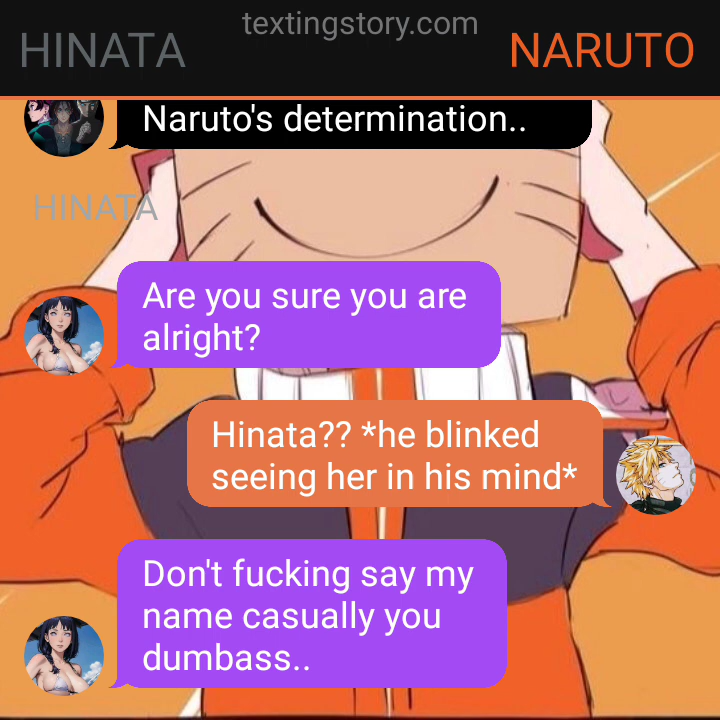 textingstory.com
HINATA
NARUTO
Naruto's determination..
HINATA
Are you sure you are
alright?
Hinata?? *he blinked
seeing her in his mind*
Don't fucking say my
name casually you
dumbass..